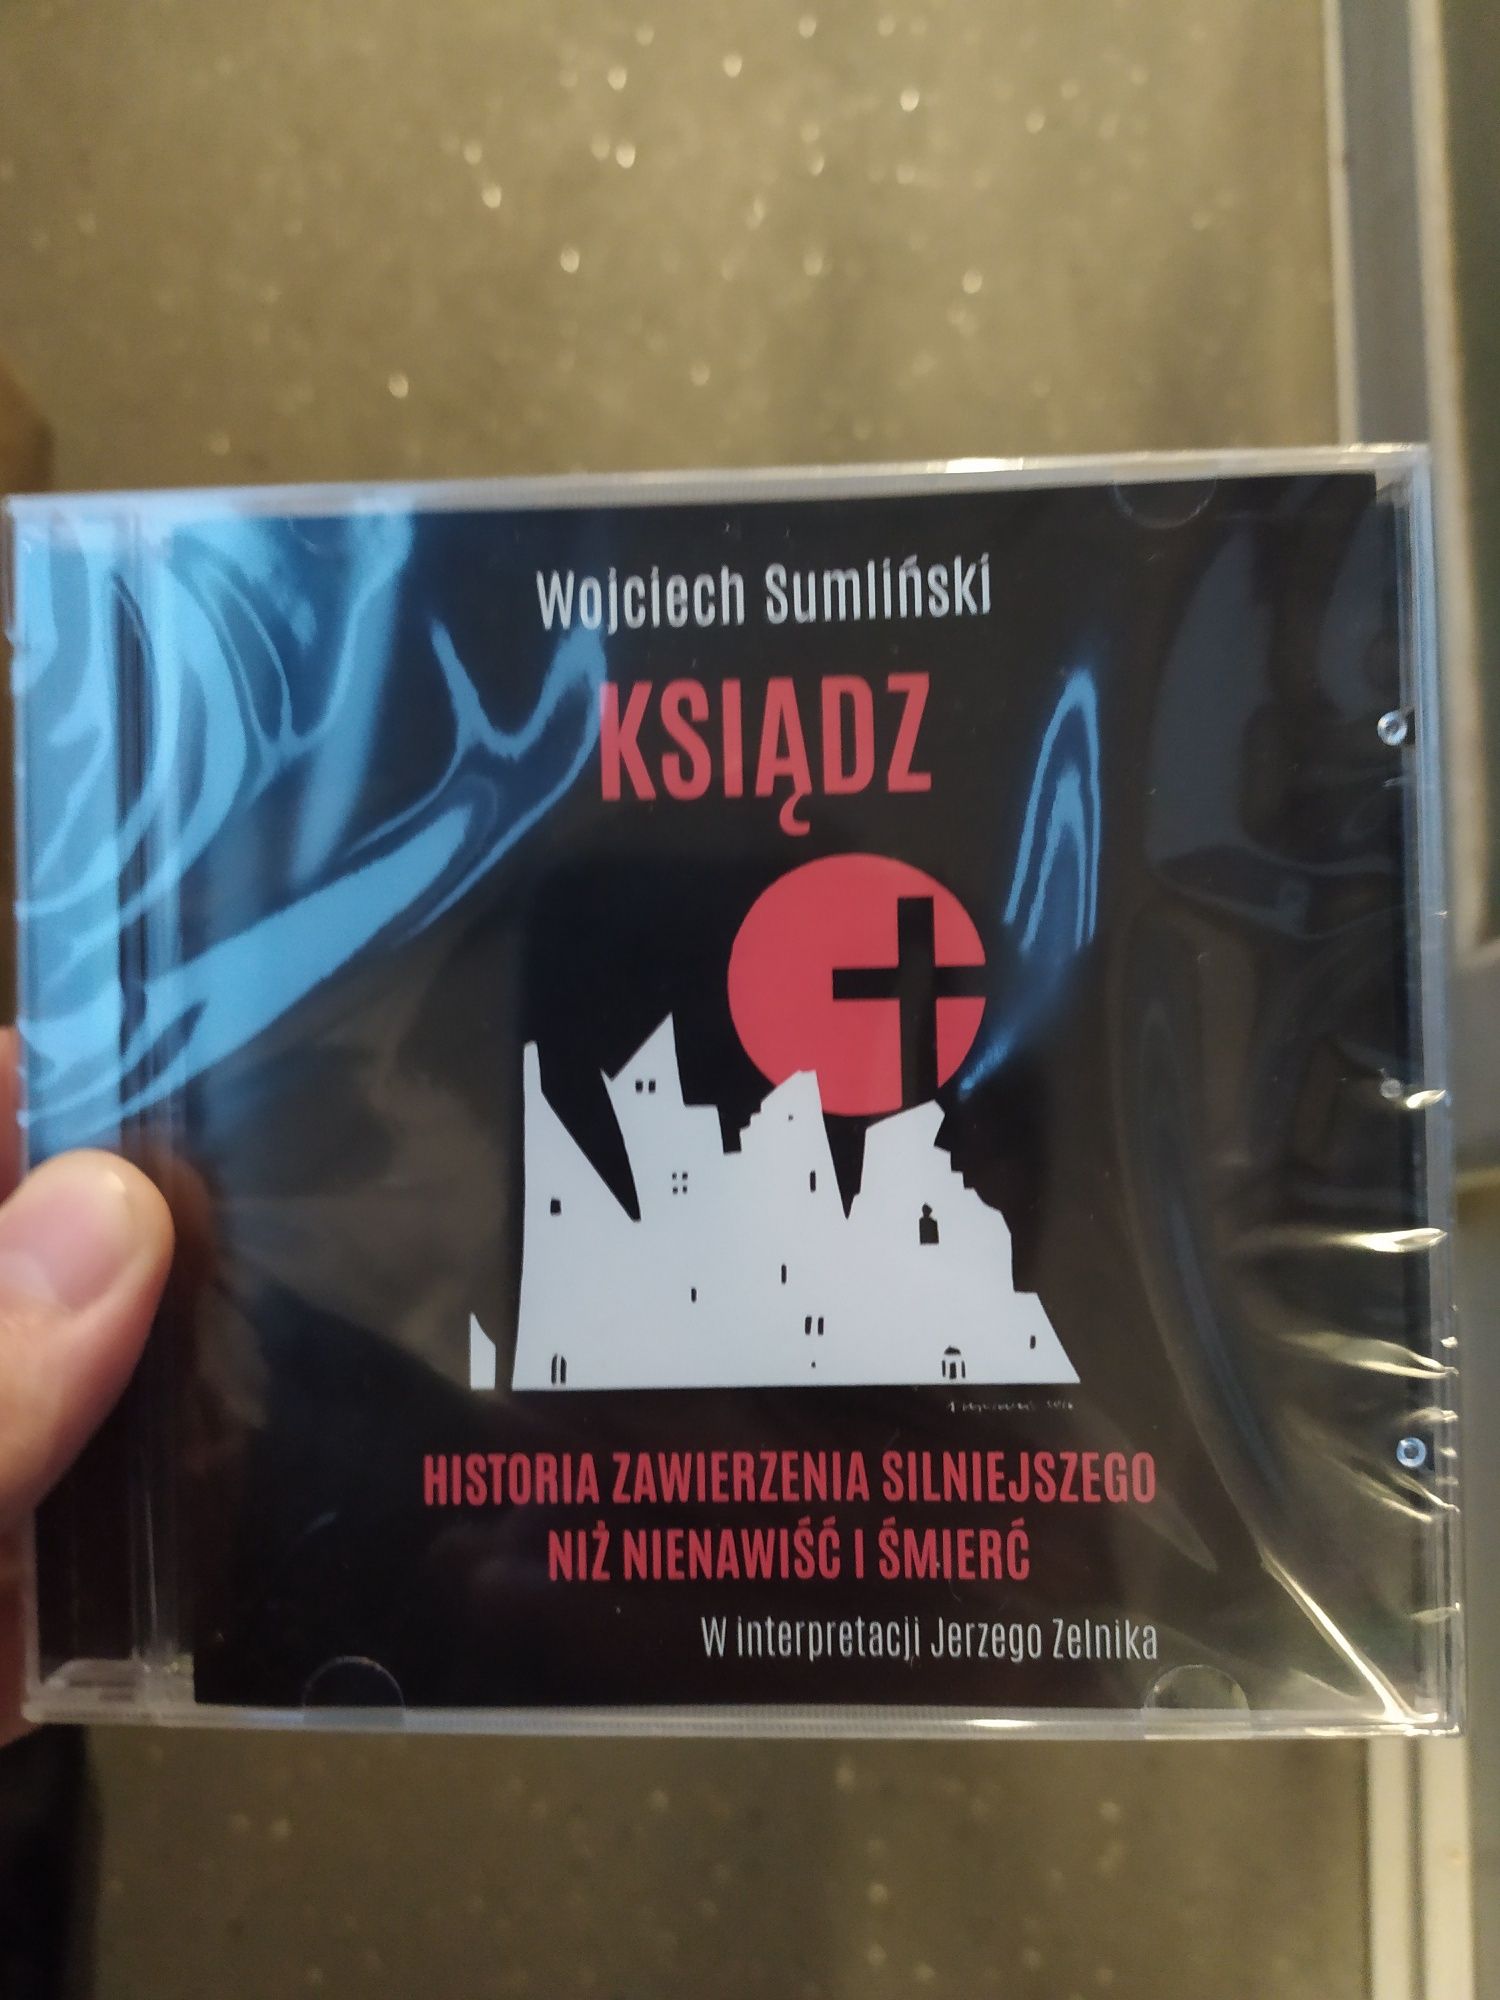 Wojciech Sumliński
KSIĄDZ
HISTORIA ZAWIERZENIA SILNIEJSZEGO
NIŻ NIENAWIŚĆ I ŚMIERĆ
W interpretacji Jerzego Zelnika